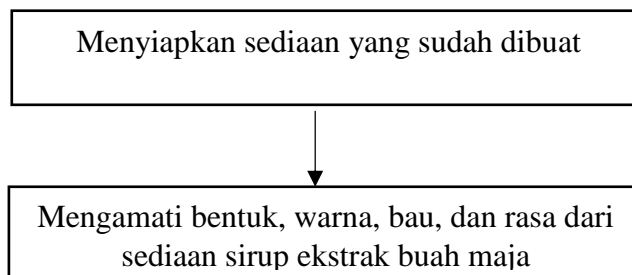 Menyiapkan sediaan yang sudah dibuat
Mengamati bentuk, warna, bau, dan rasa dari
sediaan sirup ekstrak buah maja